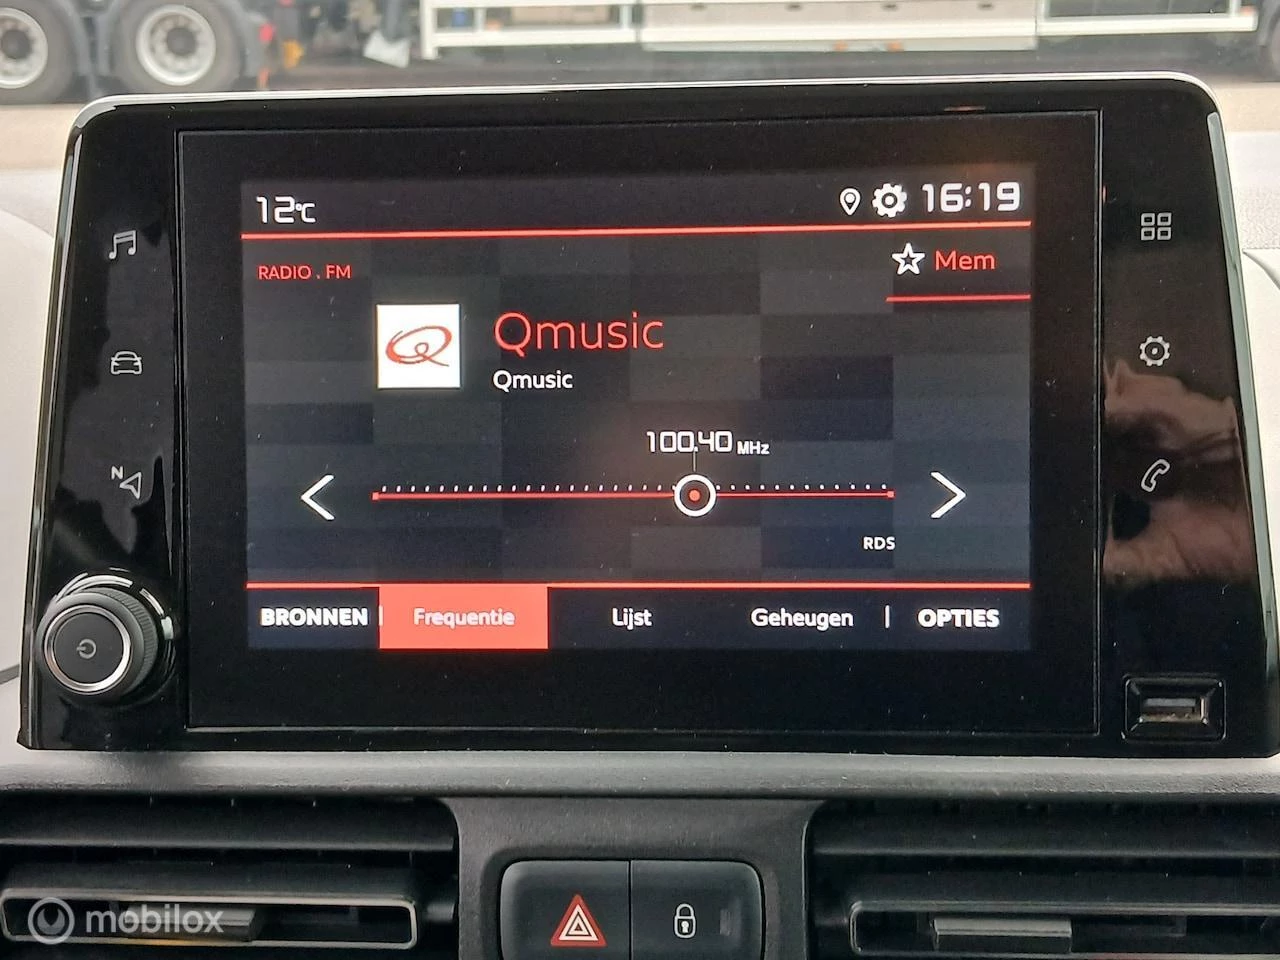 12°C
16:19
RADIO . FM
Mem
Qmusic
Qmusic
100.40 MHz
N
RDS
BRONNEN
Frequentie
Lijst
Geheugen
OPTIES
mobilox